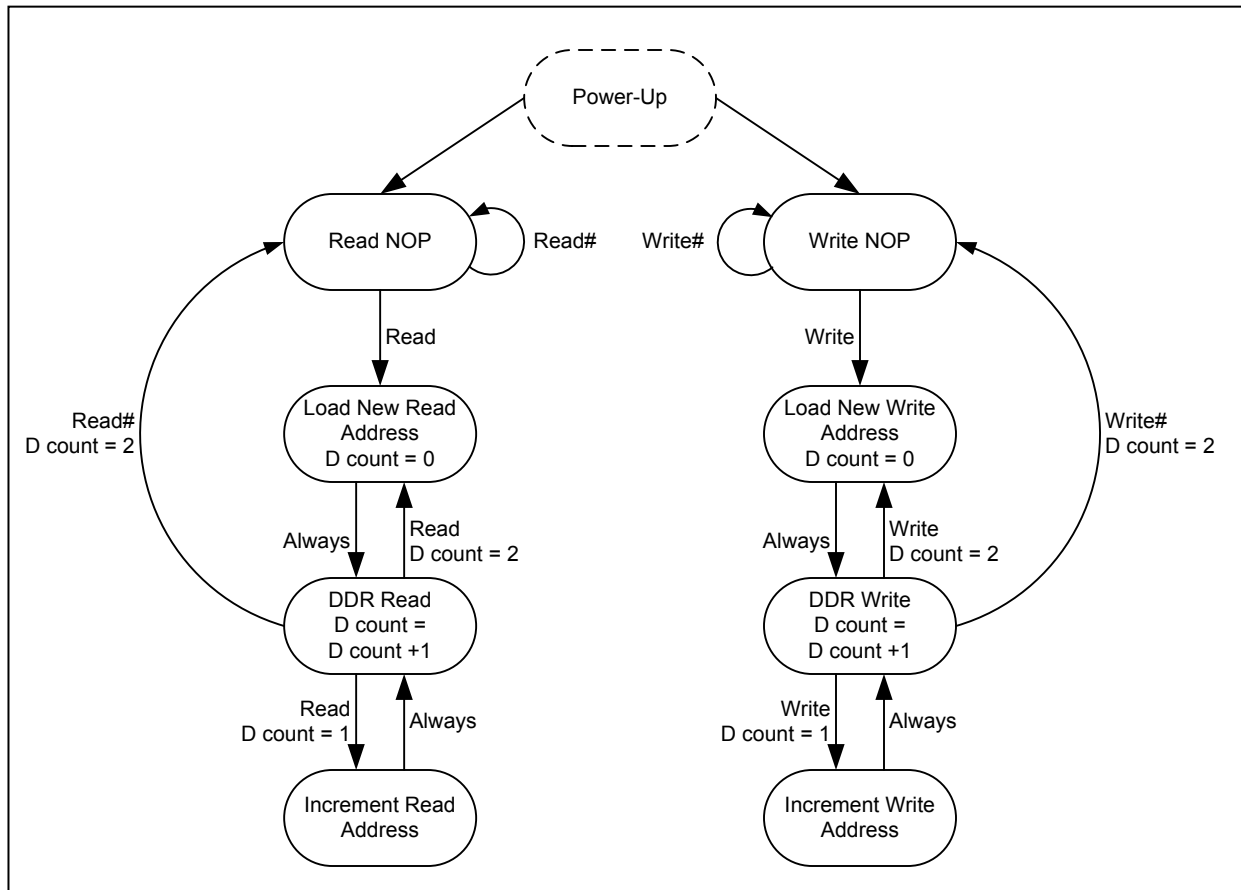 Power-Up
Read NOP
Read#
Write#
Write NOP
Read
Write
Load New Read
Address
D count = 0
Load New Write
Address
D count = 0
Read#
D count = 2
Write#
D count = 2
Always
Read
D count = 2
Always
Write
D count = 2
DDR Read
D count =
D count +1
DDR Write
D count =
D count +1
Read
D count = 1
Always
Write
D count = 1
Always
Increment Read
Address
Increment Write
Address